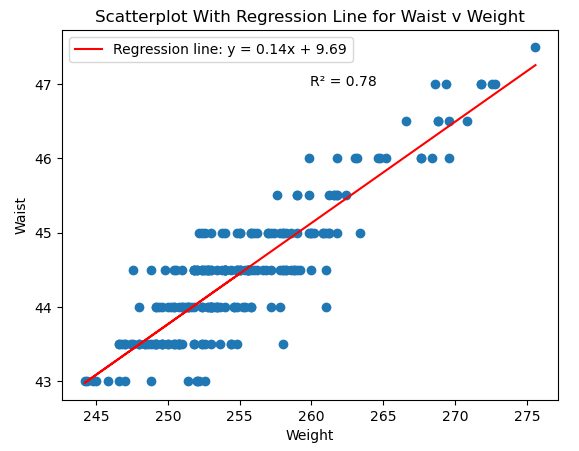 Scatterplot With Regression Line for Waist v Weight
Regression line: y = 0.14x + 9.69
R² = 0.78
47
46
45
44
43
Waist
245 250 255 260 265 270 275
Weight